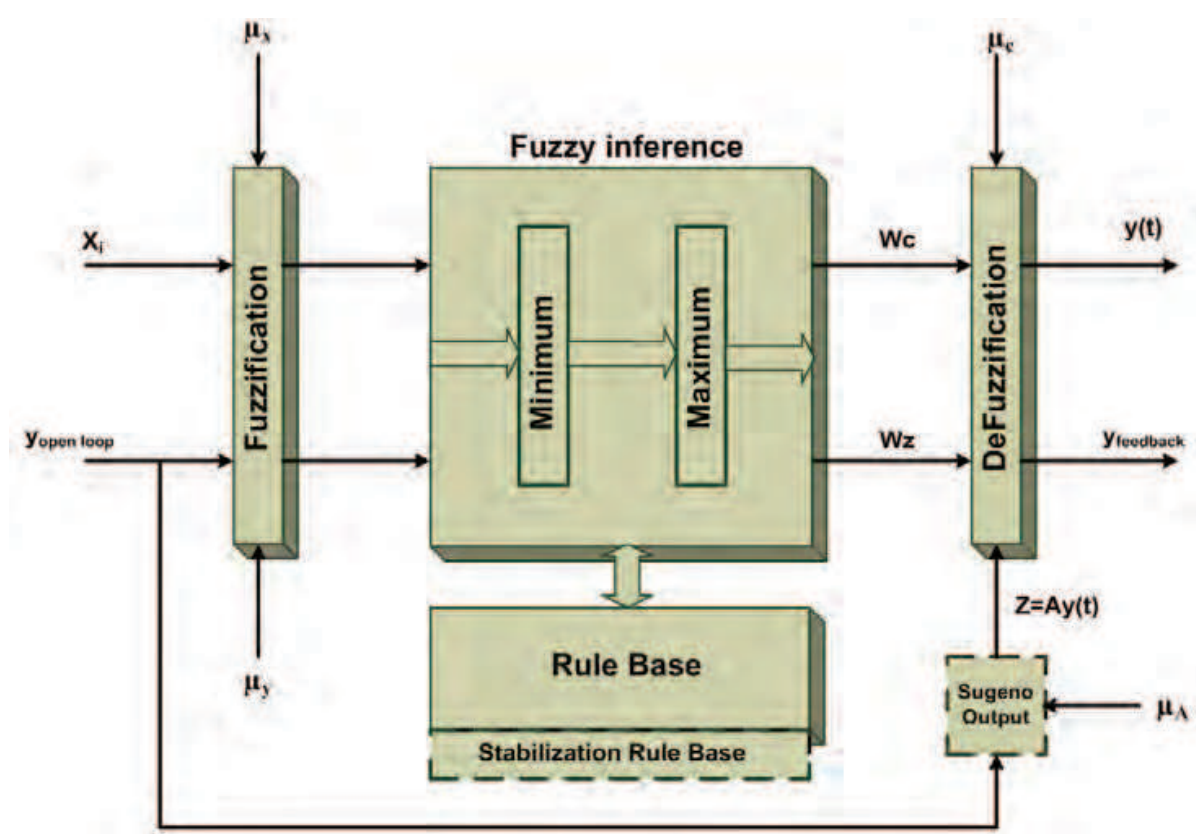 μx
μc
Fuzzy inference
Xi
Wc
y(t)
Fuzzification
Minimum
Maximum
DeFuzzification
yopen loop
Wz
yfeedback
Z=Ay(t)
Rule Base
μy
Sugeno
Output
μA
Stabilization Rule Base